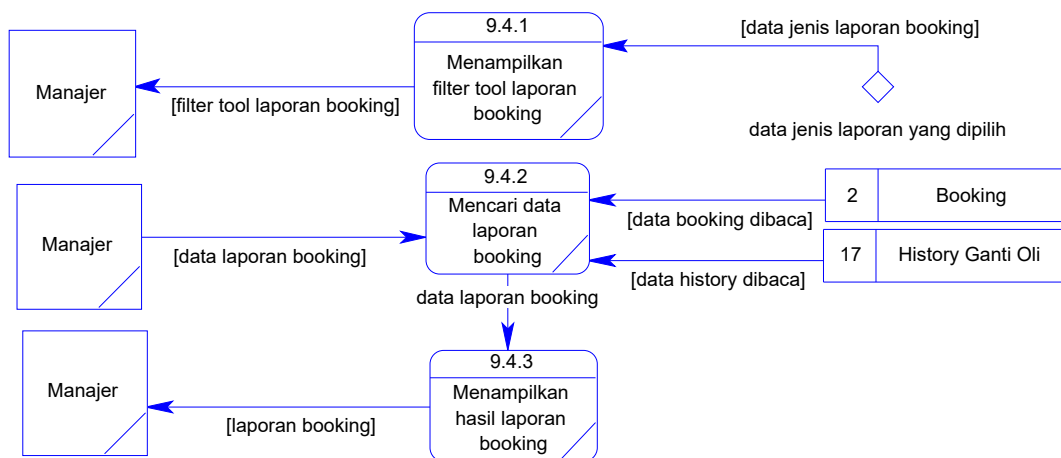 9.4.1
[data jenis laporan booking]
Manajer
Menampilkan
filter tool laporan
booking
[filter tool laporan booking]
data jenis laporan yang dipilih
9.4.2
2
Booking
Mencari data
laporan
booking
[data booking dibaca]
Manajer
[data laporan booking]
17
History Ganti Oli
[data history dibaca]
data laporan booking
9.4.3
Manajer
Menampilkan
hasil laporan
booking
[laporan booking]